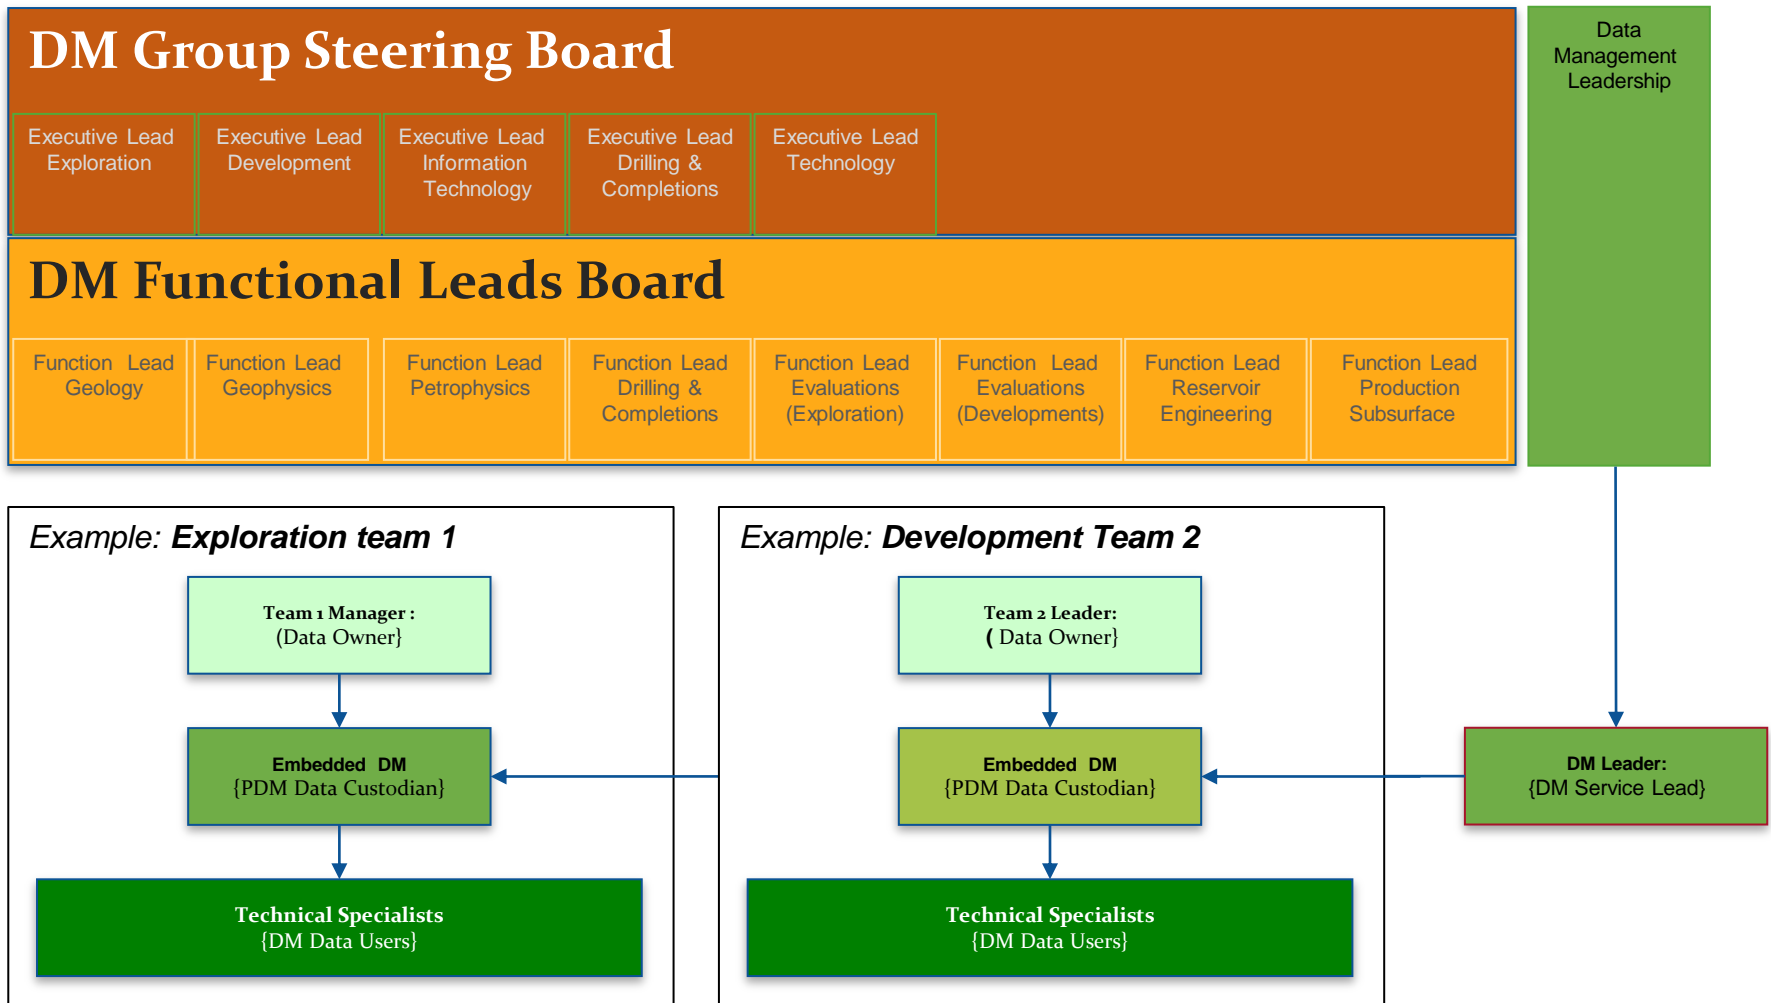 DM Group Steering Board
Executive Lead
Exploration
Executive Lead
Development
Executive Lead
Information
Technology
Executive Lead
Drilling &
Completions
Executive Lead
Technology
Data
Management
Leadership
DM Functional Leads Board
Function Lead
Geology
Function Lead
Geophysics
Function Lead
Petrophysics
Function Lead
Drilling &
Completions
Function Lead
Evaluations
(Exploration)
Function Lead
Evaluations
(Developments)
Function Lead
Reservoir
Engineering
Function Lead
Production
Subsurface
Example: Exploration team 1
Team 1 Manager :
(Data Owner}
Embedded DM
{PDM Data Custodian}
Technical Specialists
{DM Data Users}
Example: Development Team 2
Team 2 Leader:
( Data Owner}
Embedded DM
{PDM Data Custodian}
Technical Specialists
{DM Data Users}
DM Leader:
{DM Service Lead}